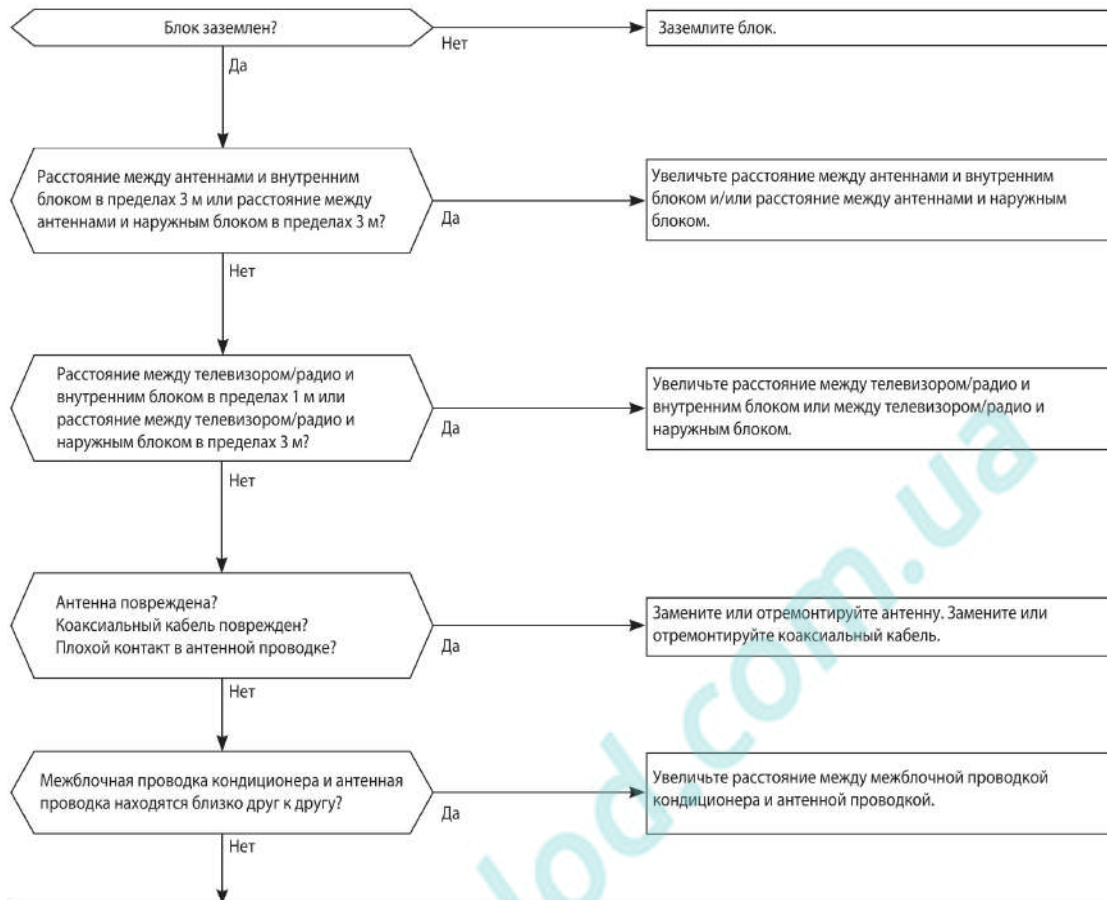 Блок заземлен?
Нет
Заземлите блок.
Да
Расстояние между антеннами и внутренним
блоком в пределах 3 м или расстояние между
антеннами и наружным блоком в пределах 3 м?
Да
Увеличьте расстояние между антеннами и внутренним
блоком и/или расстояние между антеннами и наружным
блоком.
Нет
Расстояние между телевизором/радио и
внутренним блоком в пределах 1 м или
расстояние между телевизором/радио и
наружным блоком в пределах 3 м?
Да
Увеличьте расстояние между телевизором/радио и
внутренним блоком или между телевизором/радио и
наружным блоком.
Нет
Антенна повреждена?
Коаксиальный кабель поврежден?
Плохой контакт в антенной проводке?
Да
Замените или отремонтируйте антенну. Замените или
отремонтируйте коаксиальный кабель.
Нет
Межблочная проводка кондиционера и антенная
проводка находятся близко друг к другу?
Да
Увеличьте расстояние между межблочной проводкой
кондиционера и антенной проводкой.
Нет
lod.com.ua